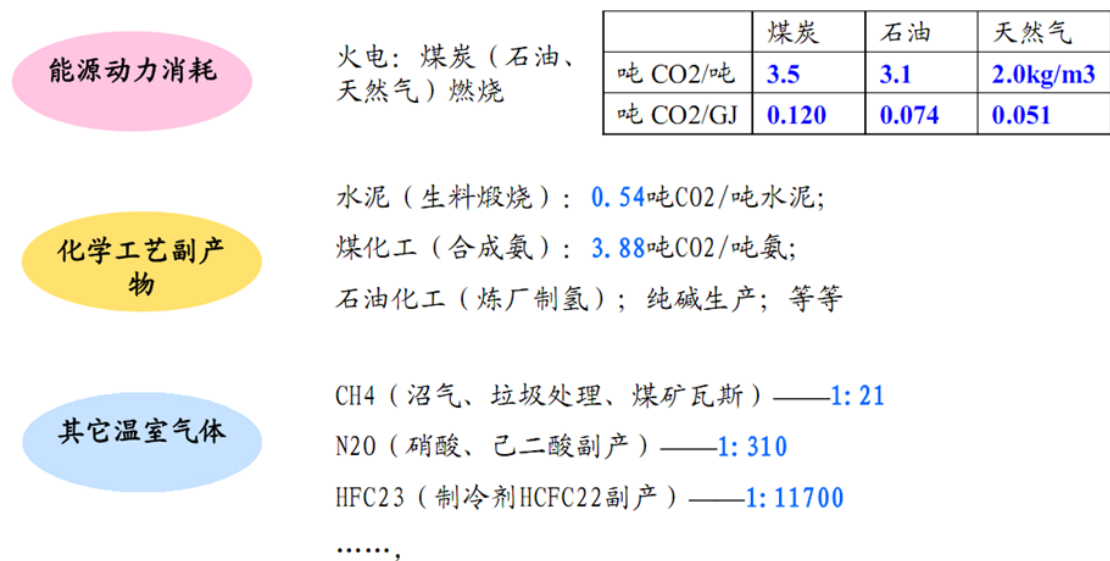 能源动力消耗
火电：煤炭（石油、
天然气）燃烧
煤炭 石油 天然气
吨 CO2/吨 3.5 3.1 2.0kg/m3
吨 CO2/GJ 0.120 0.074 0.051
化学工艺副产
物
水泥（生料煅烧）：0.54吨CO2/吨水泥；
煤化工（合成氨）：3.88吨CO2/吨氨；
石油化工（炼厂制氢）；纯碱生产；等等
其它温室气体
CH4（沼气、垃圾处理、煤矿瓦斯）——1:21
N2O（硝酸、己二酸副产）——1:310
HFC23（制冷剂HCFC22副产）——1:11700
……，